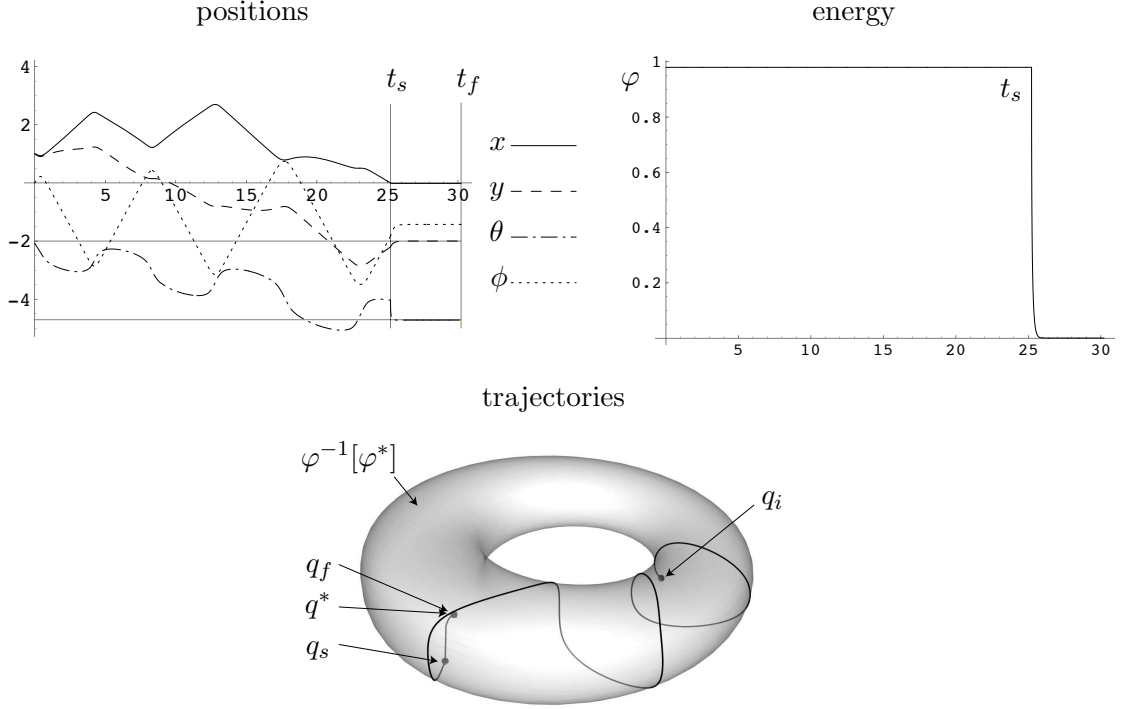 positions
energy
4
2
−2
−4
5
10
15
20
25
30
t_s
t_f
x
y
θ
ϕ
φ
1
0.8
0.6
0.4
0.2
5
10
15
20
25
30
t_s
trajectories
φ⁻¹[φ*]
q_i
q_f
q*
q_s